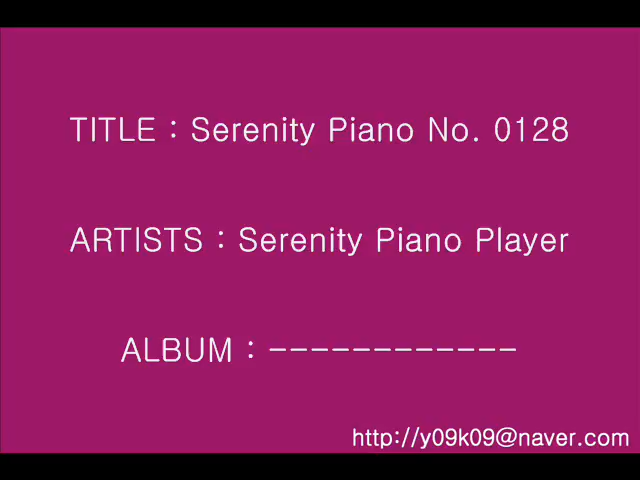 TITLE : Serenity Piano No. 0128
ARTISTS : Serenity Piano Player
ALBUM : ------------
http://y09k09@naver.com